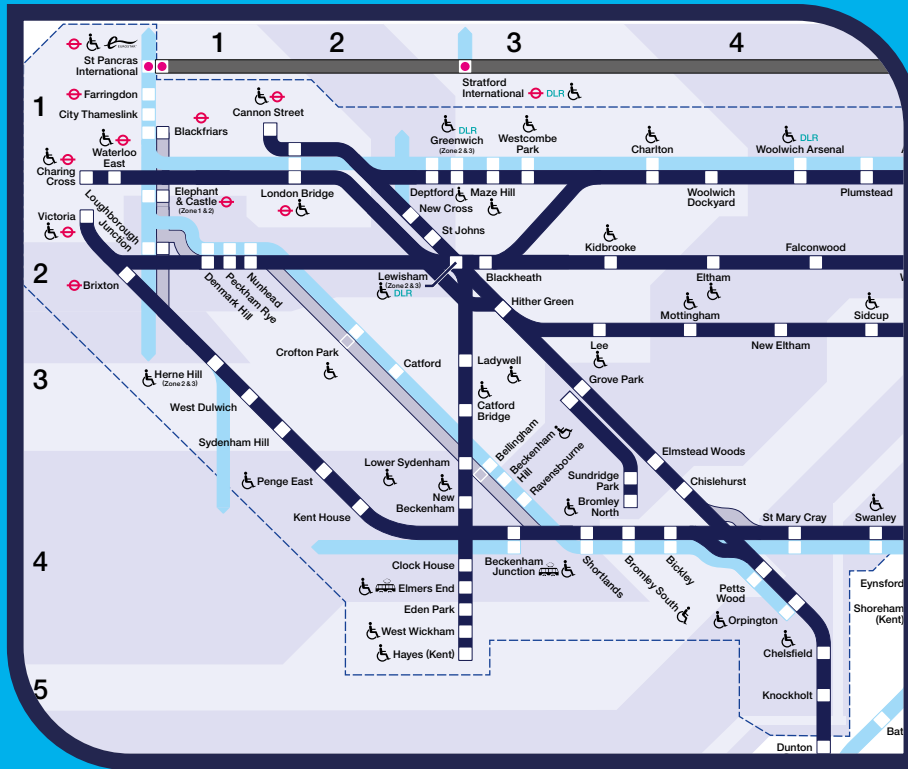 1
2
3
4
EUROSTAR
St Pancras
International
Stratford
International
DLR
Farringdon
1
City Thameslink
Cannon Street
Blackfriars
DLR
Greenwich
(Zone 2 & 3)
Westcombe
Park
Charlton
DLR
Woolwich Arsenal
Waterloo
East
Charing
Cross
Elephant
& Castle
(Zone 1 & 2)
London Bridge
Deptford
Maze Hill
New Cross
Woolwich
Dockyard
Plumstead
Loughborough
Junction
Victoria
St Johns
Kidbrooke
Falconwood
2
Brixton
Nunhead
Peckham Rye
Denmark Hill
Lewisham
(Zone 2 & 3)
DLR
Blackheath
Eltham
Hither Green
Mottingham
Sidcup
Lee
New Eltham
Crofton Park
Catford
Ladywell
3
Herne Hill
(Zone 2 & 3)
Grove Park
West Dulwich
Catford
Bridge
Sydenham Hill
Bellingham
Beckenham
Hill
Ravensbourne
Elmstead Woods
Lower Sydenham
Sundridge
Park
Chislehurst
Penge East
New
Beckenham
Bromley
North
Kent House
St Mary Cray
Swanley
4
Clock House
Beckenham
Junction
Shortlands
Bromley South
Bickley
Elmers End
Petts
Wood
Eynsford
Eden Park
Orpington
Shoreham
(Kent)
West Wickham
Hayes (Kent)
Chelsfield
5
Knockholt
Bat
Dunton